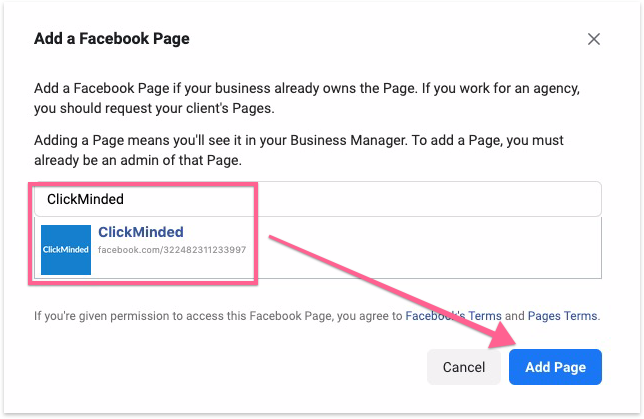 Add a Facebook Page
Add a Facebook Page if your business already owns the Page. If you work for an agency,
you should request your client's Pages.
Adding a Page means you'll see it in your Business Manager. To add a Page, you must
already be an admin of that Page.
ClickMinded
ClickMinded
ClickMinded
facebook.com/322482311233997
If you're given permission to access this Facebook Page, you agree to Facebook's Terms and Pages Terms.
Cancel
Add Page